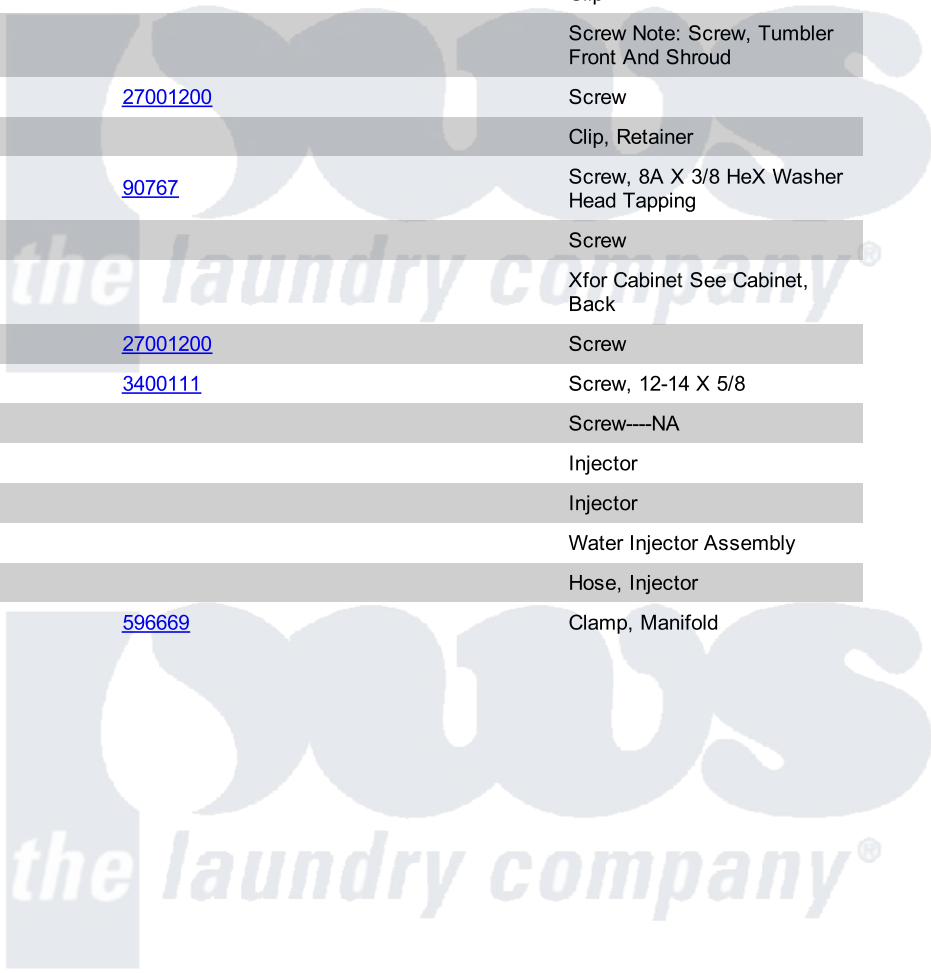 Screw Note: Screw, Tumbler
Front And Shroud
27001200 Screw
Clip, Retainer
90767 Screw, 8A X 3/8 HeX Washer
Head Tapping
Screw
Xfor Cabinet See Cabinet,
Back
27001200 Screw
3400111 Screw, 12-14 X 5/8
Screw----NA
Injector
Injector
Water Injector Assembly
Hose, Injector
596669 Clamp, Manifold
pws
the laundry company®
pws
the laundry company®